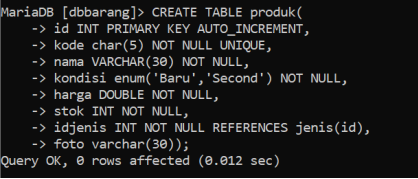 MariaDB [dbbarang]> CREATE TABLE produk(
    -> id INT PRIMARY KEY AUTO_INCREMENT,
    -> kode char(5) NOT NULL UNIQUE,
    -> nama VARCHAR(30) NOT NULL,
    -> kondisi enum('Baru','Second') NOT NULL,
    -> harga DOUBLE NOT NULL,
    -> stok INT NOT NULL,
    -> idjenis INT NOT NULL REFERENCES jenis(id),
    -> foto varchar(30));
Query OK, 0 rows affected (0.012 sec)